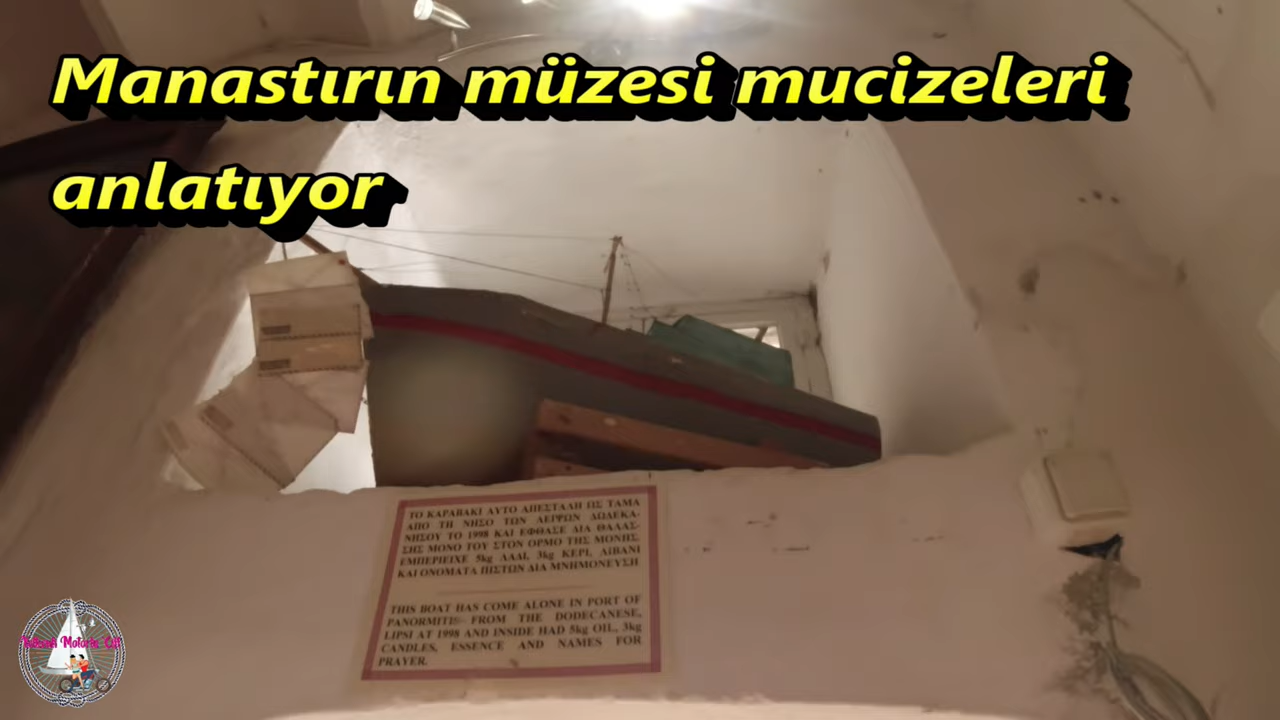 Manastırın müzesi mucizeleri
anlatıyor
ΤΟ ΚΑΡΑΒΑΚΙ ΑΥΤΟ ΑΠΕΣΤΑΛΗ ΩΣ ΤΑΜΑ
ΑΠΟ ΤΗ ΝΗΣΟ ΤΩΝ ΛΕΙΨΩΝ ΔΩΔΕΚΑ-
ΝΗΣΟΥ ΤΟ 1998 ΚΑΙ ΕΦΘΑΣΕ ΔΙΑ ΘΑΛΑΣ-
ΣΗΣ ΜΟΝΟ ΤΟΥ ΣΤΟΝ ΟΡΜΟ ΤΗΣ ΜΟΝΗΣ.
ΕΜΠΕΡΙΕΙΧΕ 5kg ΛΑΔΙ, 3kg ΚΕΡΙ, ΛΙΒΑΝΙ
ΚΑΙ ΟΝΟΜΑΤΑ ΠΙΣΤΩΝ ΔΙΑ ΜΝΗΜΟΝΕΥΣΗ.
THIS BOAT HAS COME ALONE IN PORT OF
PANORMITIS FROM THE DODECANESE,
LIPSI AT 1998 AND INSIDE HAD 5kg OIL, 3kg
CANDLES, ESSENCE AND NAMES FOR
PRAYER.